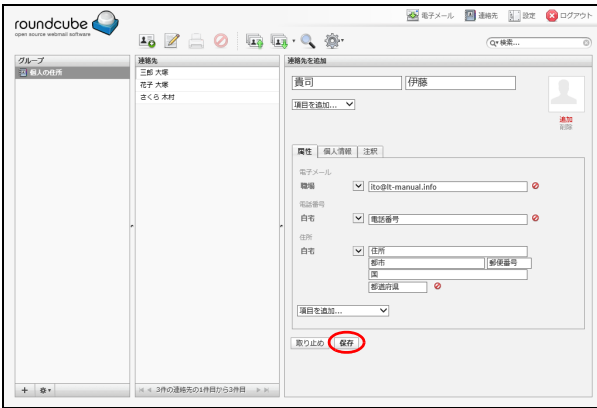 roundcube
open source webmail software
電子メール 連絡先 設定 ログアウト
検索...
グループ
個人の住所
連絡先
三郎 大塚
花子 大塚
さくら 木村
連絡先を追加
貴司 伊藤
項目を追加...
追加
削除
属性 個人情報 注釈
電子メール
職場 ito@it-manual.info
電話番号
自宅 電話番号
住所
自宅 住所
都市 郵便番号
国
都道府県
項目を追加...
取り止め 保存
3件の連絡先の1件目から3件目